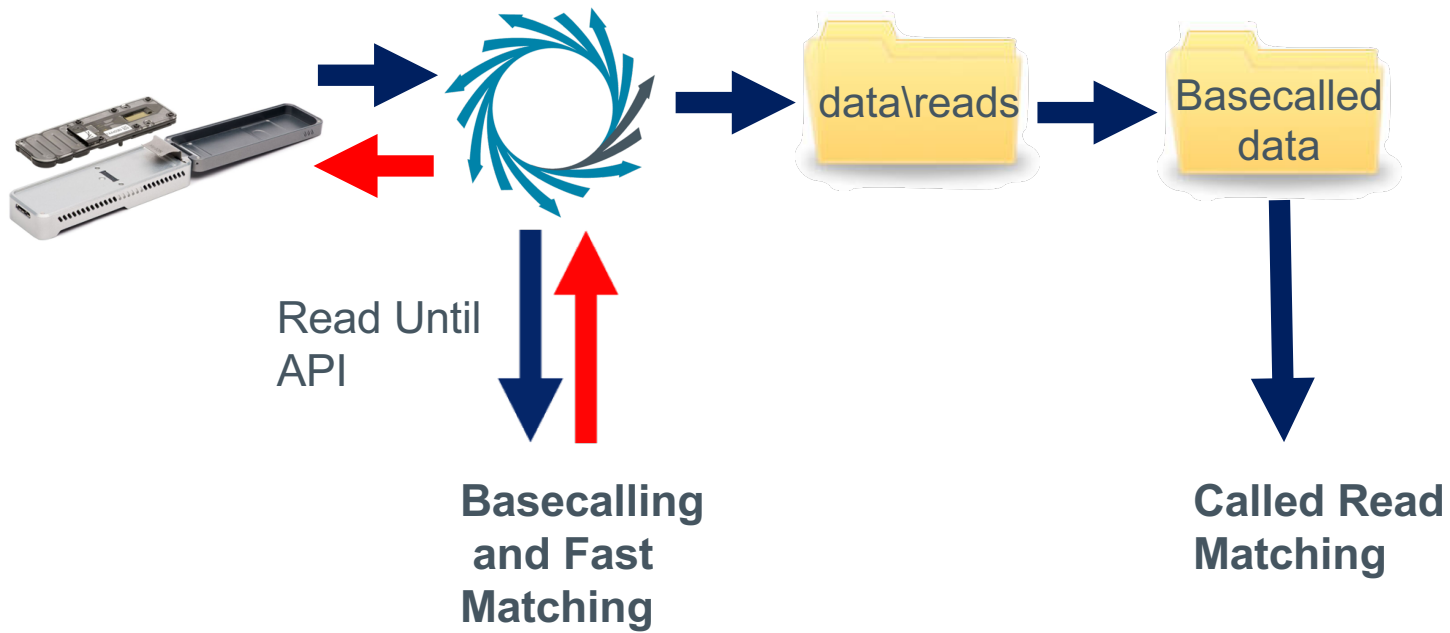 data\reads
Basecalled
data
Read Until
API
Basecalling
and Fast
Matching
Called Read
Matching